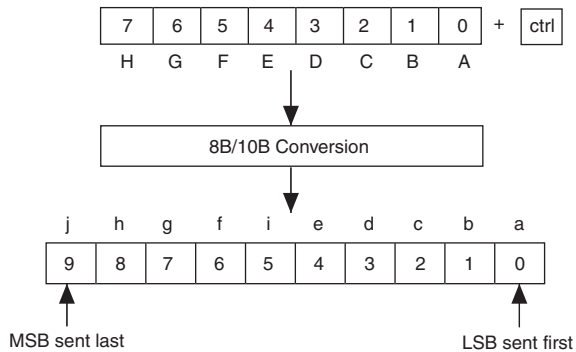 7 6 5 4 3 2 1 0 + ctrl
H G F E D C B A
8B/10B Conversion
j h g f i e d c b a
9 8 7 6 5 4 3 2 1 0
MSB sent last LSB sent first